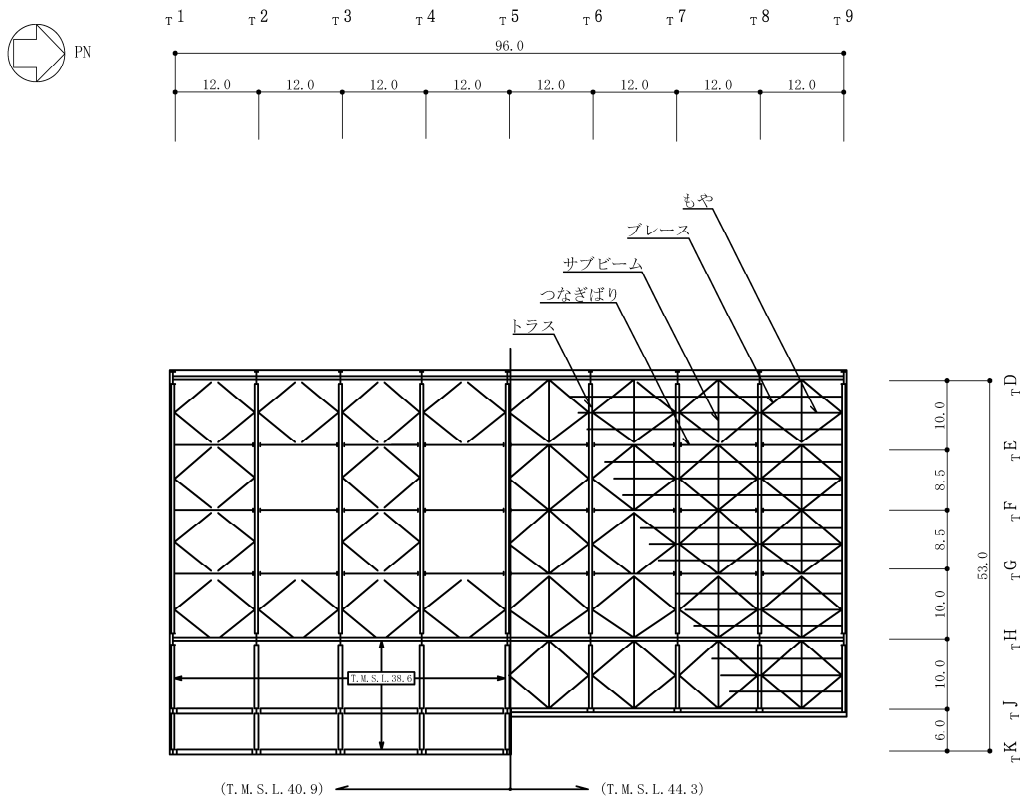 T1 T2 T3 T4 T5 T6 T7 T8 T9
PN
96.0
12.0 12.0 12.0 12.0 12.0 12.0 12.0 12.0
もや
ブレース
サブビーム
つなぎばり
トラス
TD
10.0
TE
8.5
TF
8.5
53.0
TG
10.0
TH
10.0
T.M.S.L.38.6
TJ
6.0
TK
(T.M.S.L.40.9) (T.M.S.L.44.3)